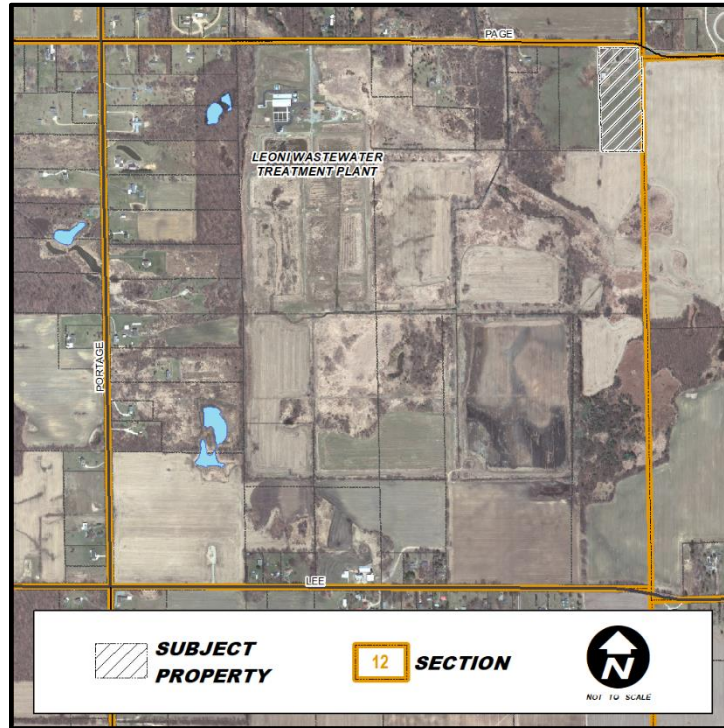 PAGE
LEONI WASTEWATER
TREATMENT PLANT
PORTAGE
LEE
SUBJECT
PROPERTY
12
SECTION
N
NOT TO SCALE